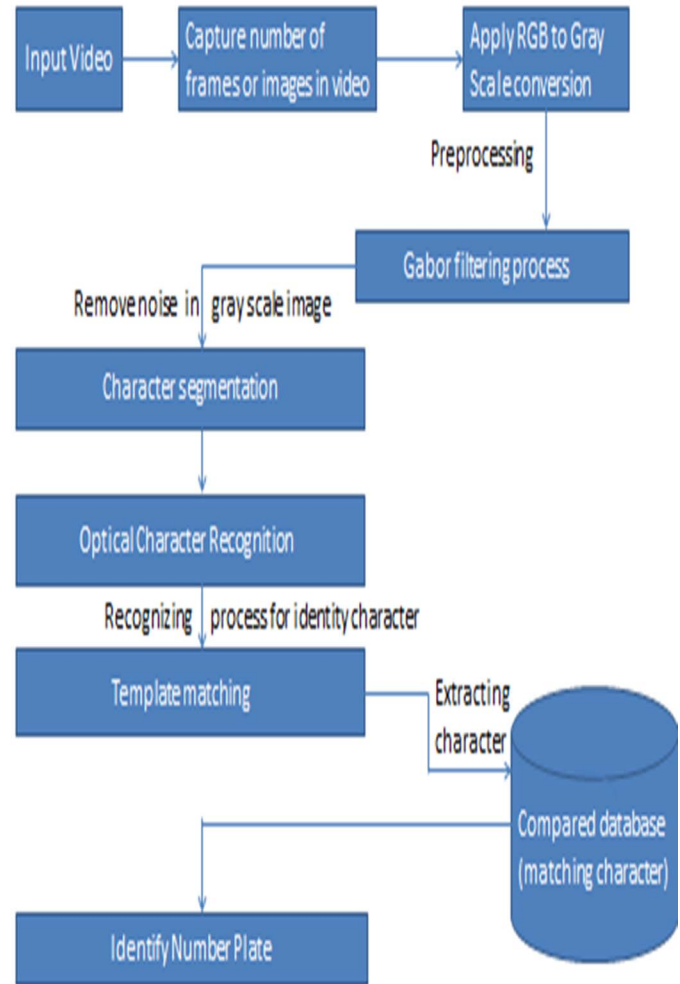 Input Video
Capture number of
frames or images in video
Apply RGB to Gray
Scale conversion
Preprocessing
Gabor filtering process
Remove noise in gray scale image
Character segmentation
Optical Character Recognition
Recognizing process for identity character
Template matching
Extracting
character
Compared database
(matching character)
Identify Number Plate